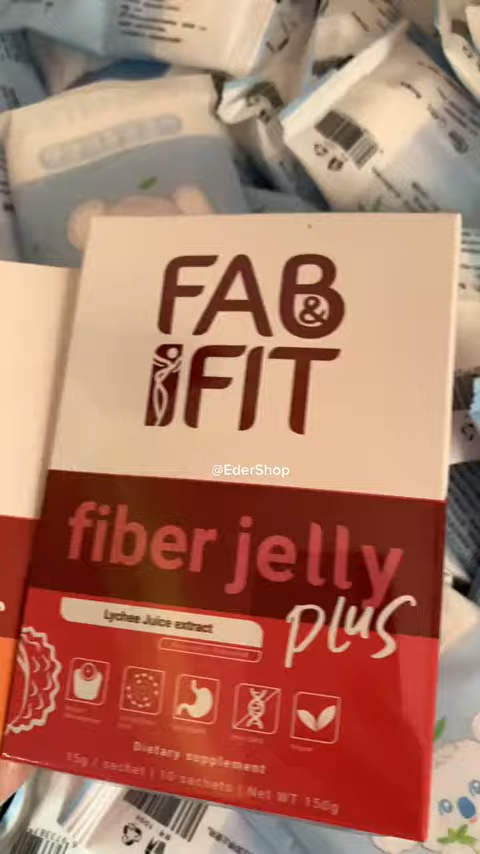 FAB
&
FIT
@EderShop
fiber jelly
plus
Lychee Juice extract
Dietary supplement
15g / sachet | 10 sachets | Net WT 150g